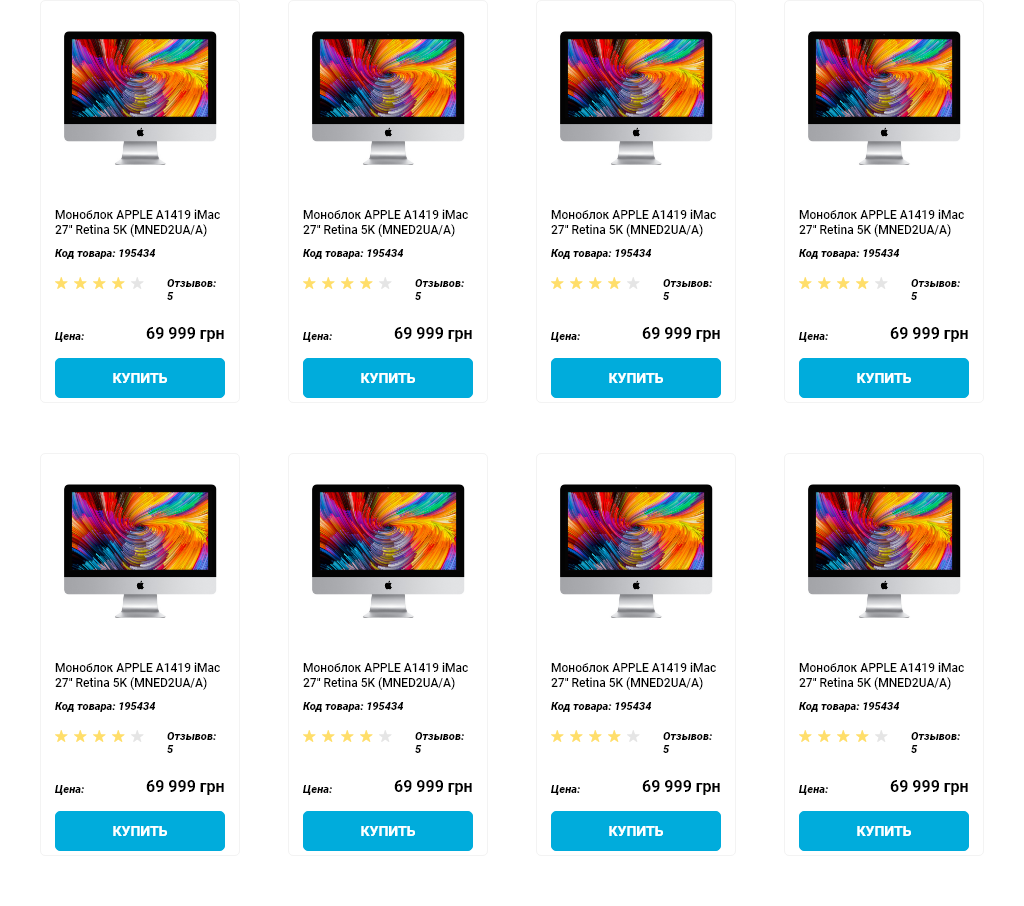 Моноблок APPLE A1419 iMac
27" Retina 5K (MNED2UA/A)
Код товара: 195434
Отзывов:
5
Цена: 69 999 грн
КУПИТЬ
Моноблок APPLE A1419 iMac
27" Retina 5K (MNED2UA/A)
Код товара: 195434
Отзывов:
5
Цена: 69 999 грн
КУПИТЬ
Моноблок APPLE A1419 iMac
27" Retina 5K (MNED2UA/A)
Код товара: 195434
Отзывов:
5
Цена: 69 999 грн
КУПИТЬ
Моноблок APPLE A1419 iMac
27" Retina 5K (MNED2UA/A)
Код товара: 195434
Отзывов:
5
Цена: 69 999 грн
КУПИТЬ
Моноблок APPLE A1419 iMac
27" Retina 5K (MNED2UA/A)
Код товара: 195434
Отзывов:
5
Цена: 69 999 грн
КУПИТЬ
Моноблок APPLE A1419 iMac
27" Retina 5K (MNED2UA/A)
Код товара: 195434
Отзывов:
5
Цена: 69 999 грн
КУПИТЬ
Моноблок APPLE A1419 iMac
27" Retina 5K (MNED2UA/A)
Код товара: 195434
Отзывов:
5
Цена: 69 999 грн
КУПИТЬ
Моноблок APPLE A1419 iMac
27" Retina 5K (MNED2UA/A)
Код товара: 195434
Отзывов:
5
Цена: 69 999 грн
КУПИТЬ